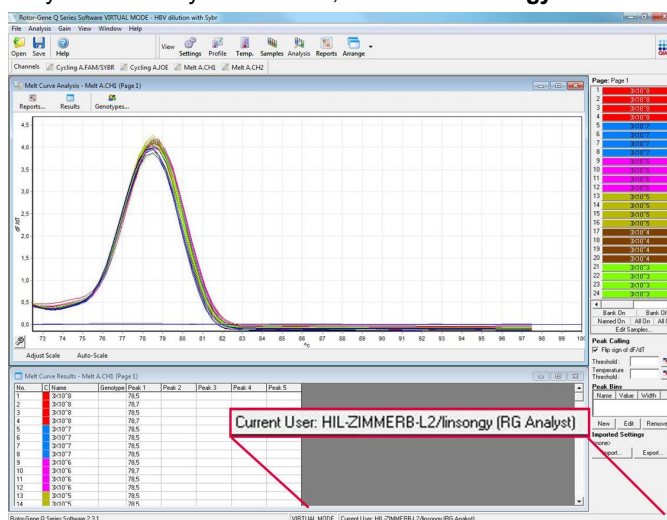 Rotor-Gene Q Series Software VIRTUAL MODE - HBV dilution with Sybr
File Analysis Gain View Window Help
Open Save Help View Settings Profile Temp. Samples Analysis Reports Arrange
Channels Cycling A.FAM/SYBR Cycling A.JOE Melt A.CH1 Melt A.CH2
Melt Curve Analysis - Melt A.CH1 (Page 1)
Reports... Results Genotypes...
4,5
4,0
3,5
3,0
2,5
2,0
1,5
1,0
0,5
0,0
dF/dT
73 74 75 76 77 78 79 80 81 82 83 84 85 86 87 88 89 90 91 92 93 94 95 96 97 98 99 100
°C
Adjust Scale Auto-Scale
Page: Page 1
1 3X10^8
2 3X10^8
3 3X10^8
4 3X10^8
5 3X10^7
6 3X10^7
7 3X10^7
8 3X10^7
9 3X10^6
10 3X10^6
11 3X10^6
12 3X10^6
13 3X10^5
14 3X10^5
15 3X10^5
16 3X10^5
17 3X10^4
18 3X10^4
19 3X10^4
20 3X10^4
21 3X10^3
22 3X10^3
23 3X10^3
24 3X10^3
Bank On Bank Of
Named On All On All
Edit Samples...
Peak Calling
Flip sign of dF/dT
Threshold :
Temperature
Threshold :
Peak Bins
Name Value Width
New Edit Remove
Imported Settings
<none>
Import... Export...
Melt Curve Results - Melt A.CH1 (Page 1)
No. C Name Genotype Peak 1 Peak 2 Peak 3 Peak 4 Peak 5
1 3X10^8 78,5
2 3X10^8 78,7
3 3X10^8 78,5
4 3X10^8 78,7
5 3X10^7 78,5
6 3X10^7 78,5
7 3X10^7 78,5
8 3X10^7 78,5
9 3X10^6 78,5
10 3X10^6 78,7
11 3X10^6 78,5
12 3X10^6 78,5
13 3X10^5 78,5
14 3X10^5 78,5
Current User: HIL-ZIMMERB-L2/linsongy (RG Analyst)
Rotor-Gene Q Series Software 2.3.1 VIRTUAL MODE Current User: HIL-ZIMMERB-L2/linsongy (RG Analyst)